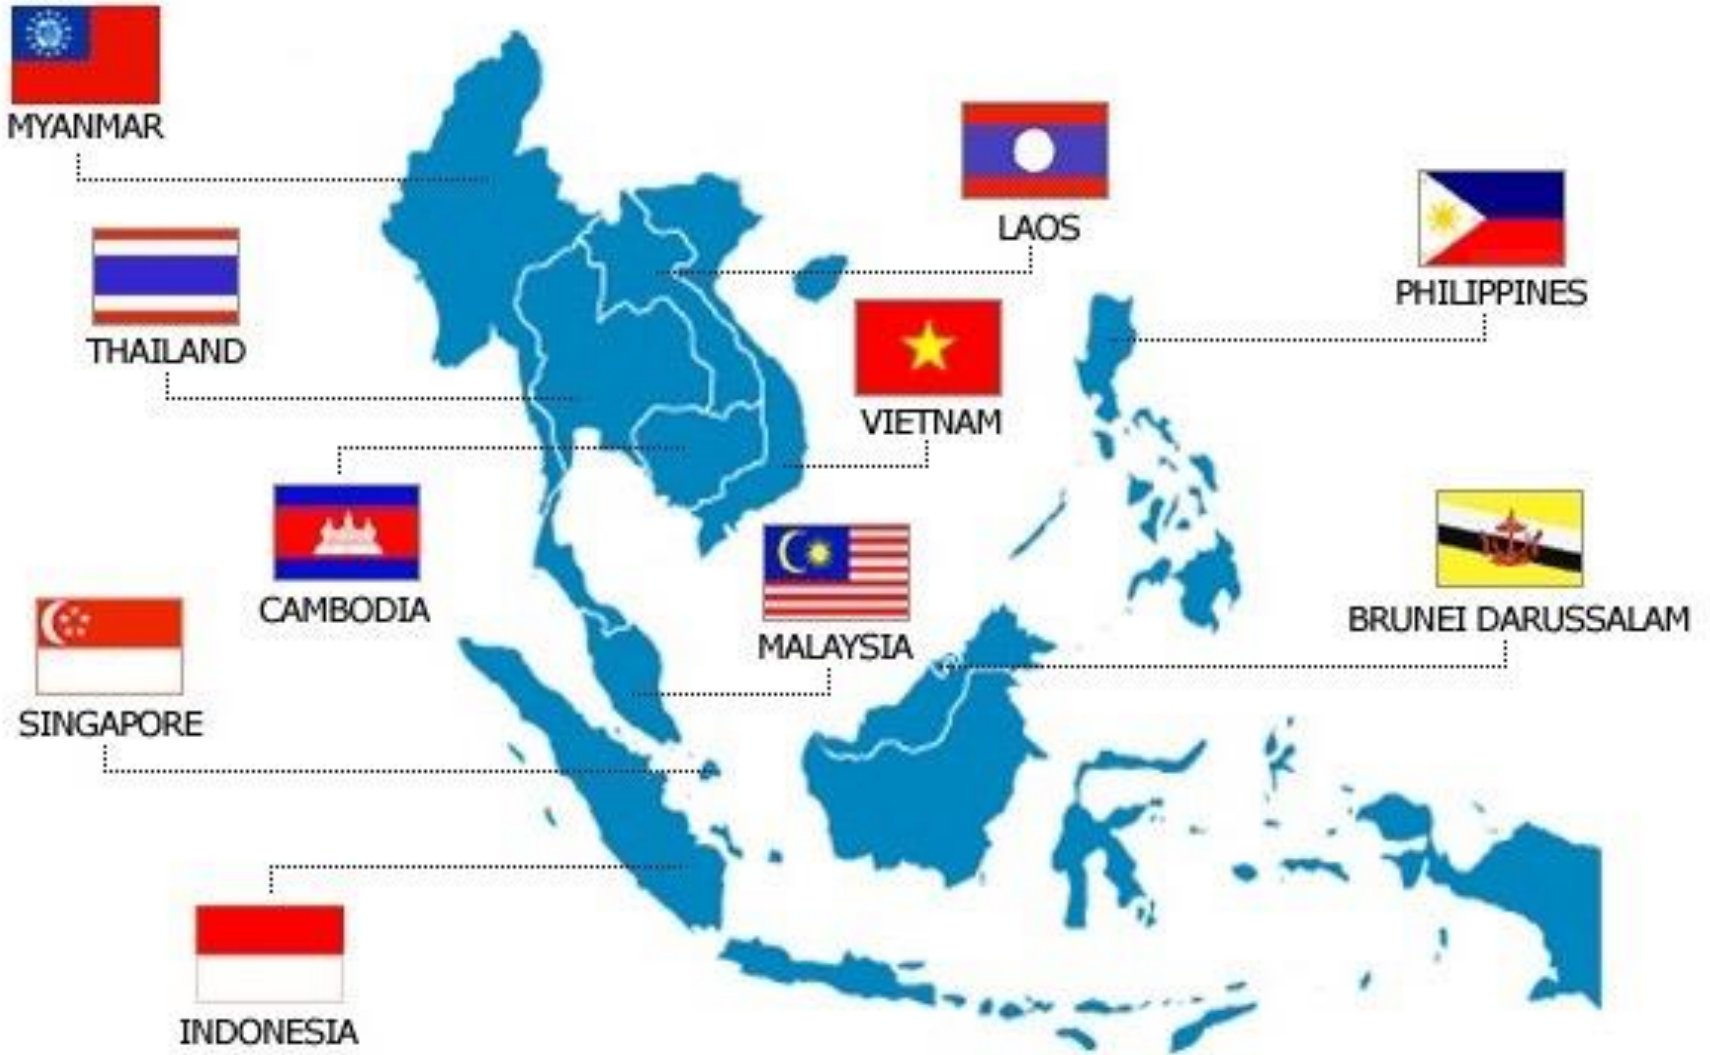 MYANMAR
LAOS
PHILIPPINES
THAILAND
VIETNAM
CAMBODIA
MALAYSIA
BRUNEI DARUSSALAM
SINGAPORE
INDONESIA